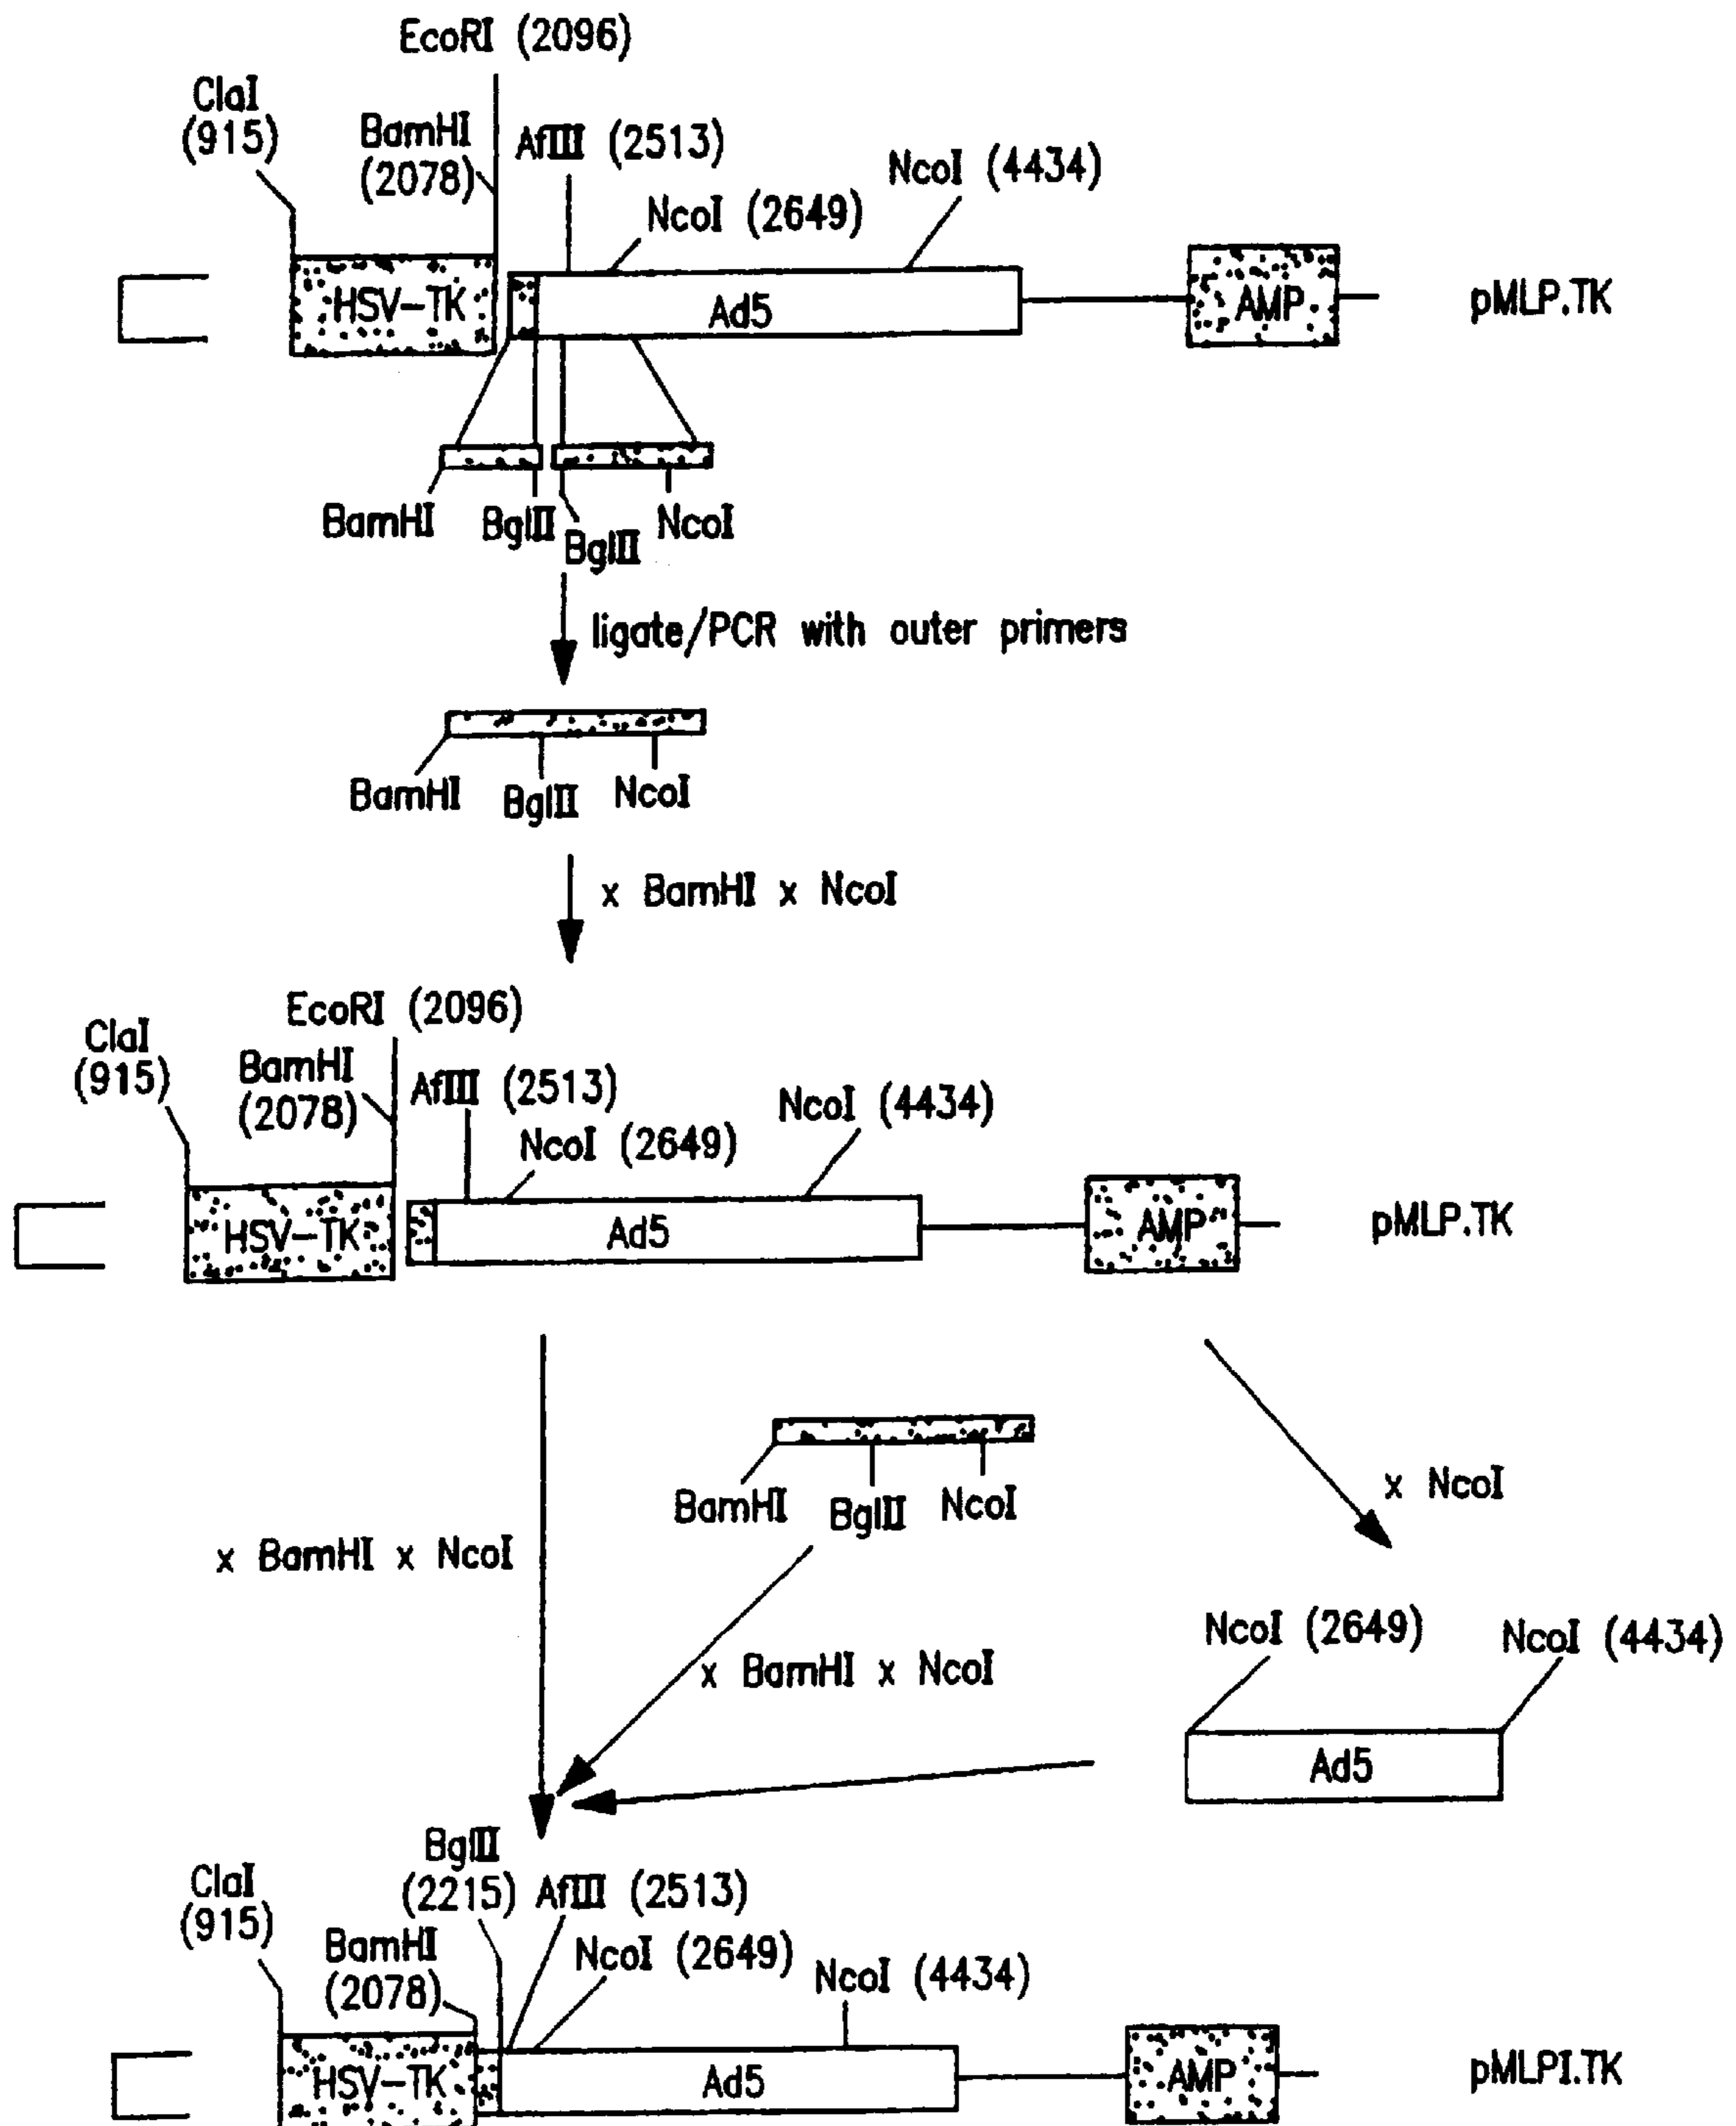 EcoRI (2096)
ClaI
(915)
BamHI
(2078)
AflIII (2513)
NcoI (2649)
NcoI (4434)
HSV-TK
Ad5
AMP
pMLP.TK
BamHI
BglII
BglII
NcoI
ligate/PCR with outer primers
BamHI
BglII
NcoI
x BamHI x NcoI
EcoRI (2096)
ClaI
(915)
BamHI
(2078)
AflIII (2513)
NcoI (2649)
NcoI (4434)
HSV-TK
Ad5
AMP
pMLP.TK
BamHI
BglII
NcoI
x NcoI
x BamHI x NcoI
x BamHI x NcoI
NcoI (2649)
NcoI (4434)
Ad5
BglII
(2215)
AflIII (2513)
ClaI
(915)
BamHI
(2078)
NcoI (2649)
NcoI (4434)
HSV-TK
Ad5
AMP
pMLPI.TK